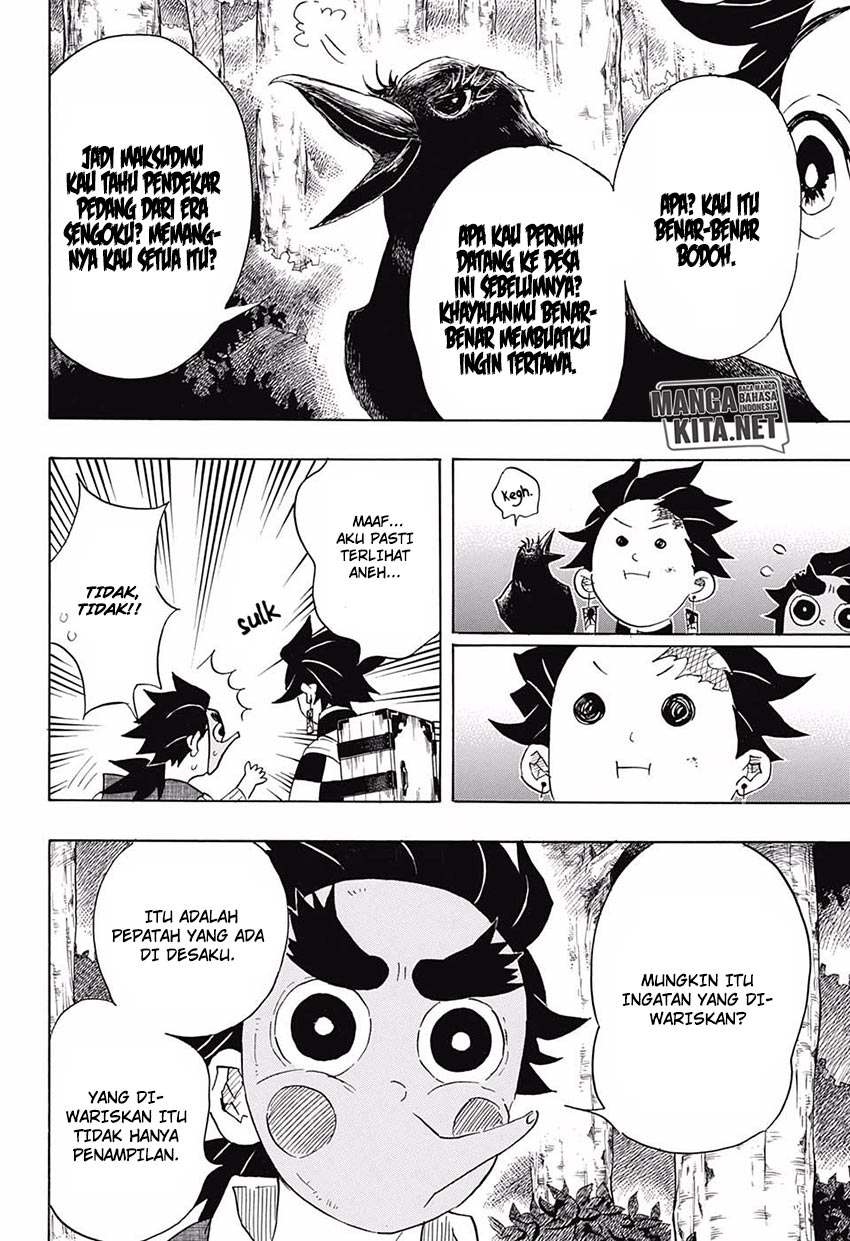 APA? KAU ITU
BENAR-BENAR
BODOH.
APA KAU PERNAH
DATANG KE DESA
INI SEBELUMNYA?
KHAYALANMU BENAR-
BENAR MEMBUATKU
INGIN TERTAWA.
JADI MAKSUDMU
KAU TAHU PENDEKAR
PEDANG DARI ERA
SENGOKU? MEMANG-
NYA KAU SETUA ITU?
MANGA
BACA MANGA
BAHASA
INDONESIA
KITA.NET
Kegh.
MAAF...
AKU PASTI
TERLIHAT
ANEH...
sulk
TIDAK,
TIDAK!!
MUNGKIN ITU
INGATAN YANG DI-
WARISKAN?
ITU ADALAH
PEPATAH YANG ADA
DI DESAKU.
YANG DI-
WARISKAN ITU
TIDAK HANYA
PENAMPILAN.